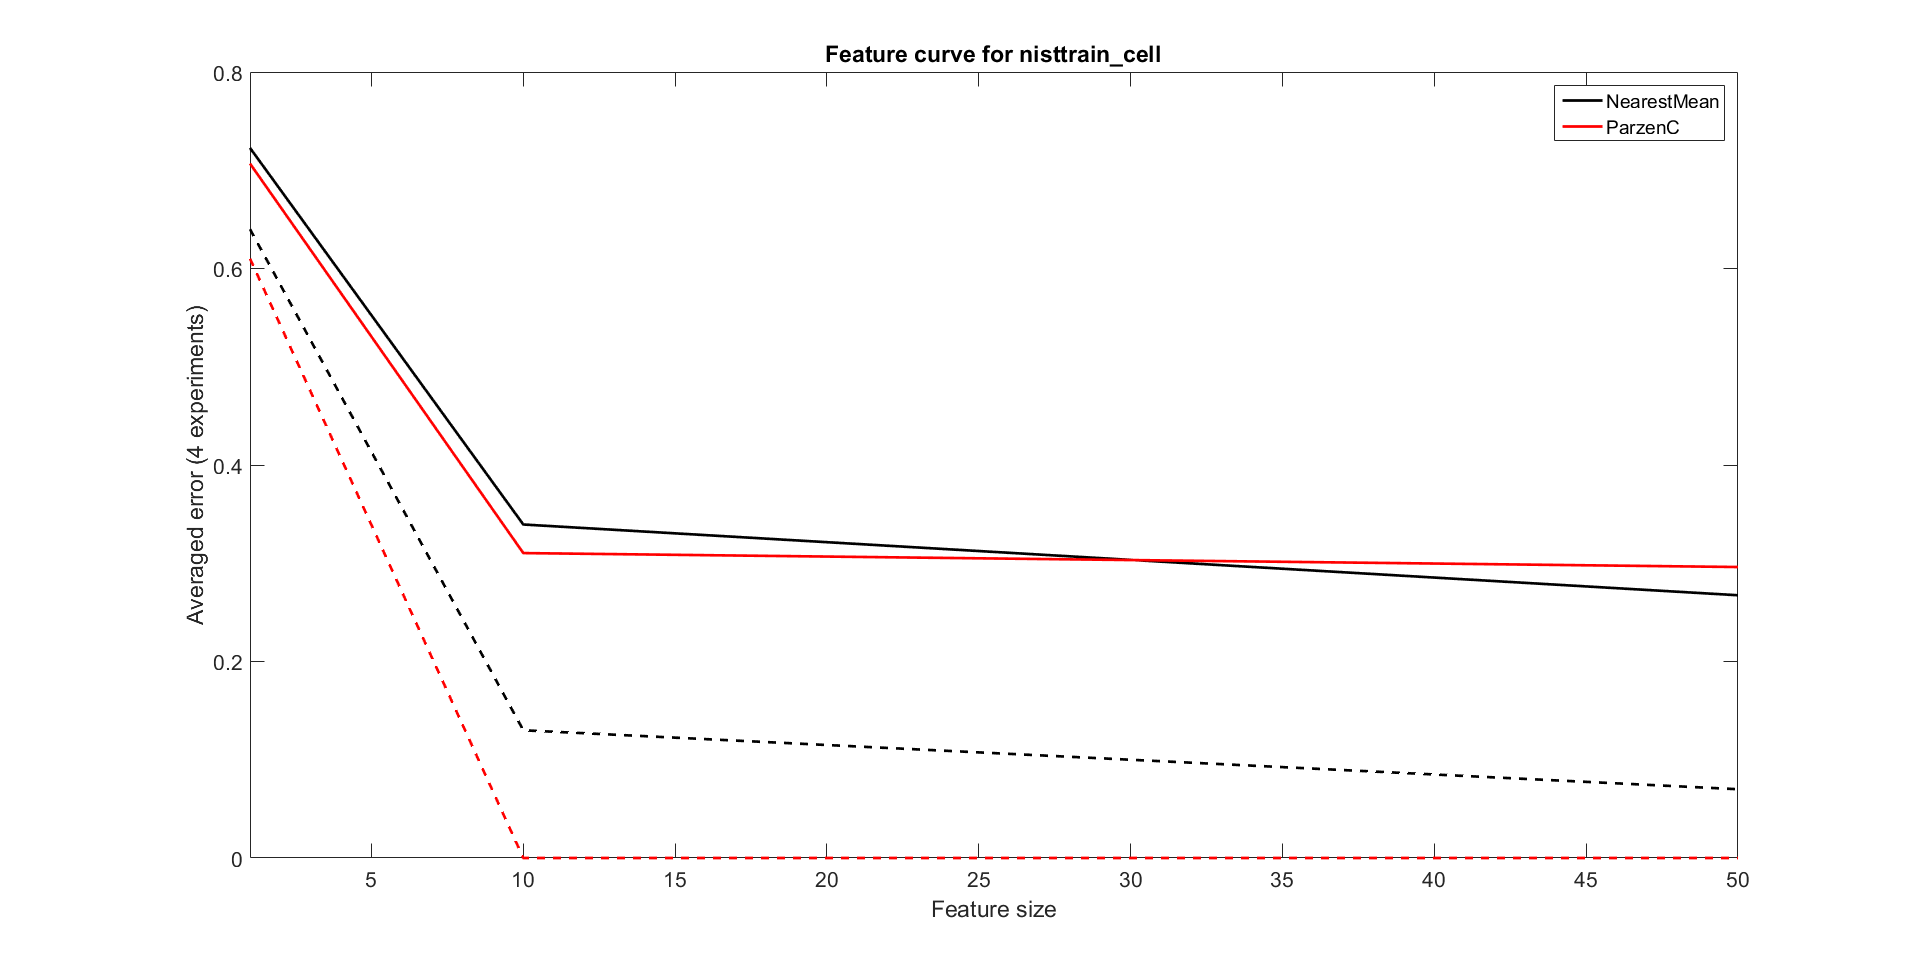 Feature curve for nisttrain_cell
NearestMean
ParzenC
Averaged error (4 experiments)
0.8
0.6
0.4
0.2
0
5 10 15 20 25 30 35 40 45 50
Feature size